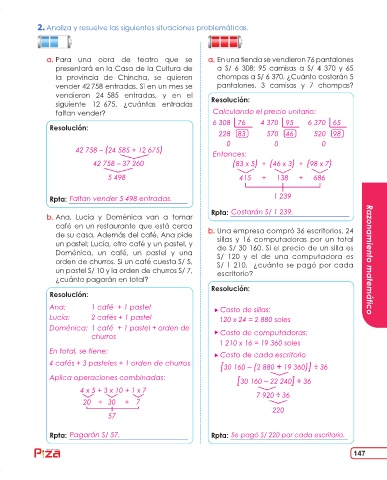 2. Analiza y resuelve las siguientes situaciones problemáticas.
a. Para una obra de teatro que se
presentará en la Casa de la Cultura de
la provincia de Chincha, se quieren
vender 42 758 entradas. Si en un mes se
vendieron 24 585 entradas, y en el
siguiente 12 675, ¿cuántas entradas
faltan vender?
Resolución:
42 758 – (24 585 + 12 675)
42 758 – 37 260
5 498
Rpta: Faltan vender 5 498 entradas.
b. Ana, Lucía y Doménica van a tomar
café en un restaurante que está cerca
de su casa. Además del café, Ana pide
un pastel; Lucía, otro café y un pastel, y
Doménica, un café, un pastel y una
orden de churros. Si un café cuesta S/ 5,
un pastel S/ 10 y la orden de churros S/ 7,
¿cuánto pagarán en total?
Resolución:
Ana: 1 café + 1 pastel
Lucía: 2 cafés + 1 pastel
Doménica: 1 café + 1 pastel + orden de
churros
En total, se tiene:
4 cafés + 3 pasteles + 1 orden de churros
Aplica operaciones combinadas:
4 x 5 + 3 x 10 + 1 x 7
20 + 30 + 7
57
Rpta: Pagarán S/ 57.
a. En una tienda se vendieron 76 pantalones
a S/ 6 308; 95 camisas a S/ 4 370 y 65
chompas a S/ 6 370. ¿Cuánto costarán 5
pantalones, 3 camisas y 7 chompas?
Resolución:
Calculando el precio unitario:
6 308 76 4 370 95 6 370 65
228 83 570 46 520 98
0 0 0
Entonces:
(83 x 5) + (46 x 3) + (98 x 7)
415 + 138 + 686
1 239
Rpta: Costarán S/ 1 239.
b. Una empresa compró 36 escritorios, 24
sillas y 16 computadoras por un total
de S/ 30 160. Si el precio de una silla es
S/ 120 y el de una computadora es
S/ 1 210, ¿cuánto se pagó por cada
escritorio?
Resolución:
Costo de sillas:
120 x 24 = 2 880 soles
Costo de computadoras:
1 210 x 16 = 19 360 soles
Costo de cada escritorio
[30 160 – (2 880 + 19 360)] ÷ 36
[30 160 – 22 240] ÷ 36
7 920 ÷ 36
220
Rpta: Se pagó S/ 220 por cada escritorio.
Razonamiento matemático
Pizza
147